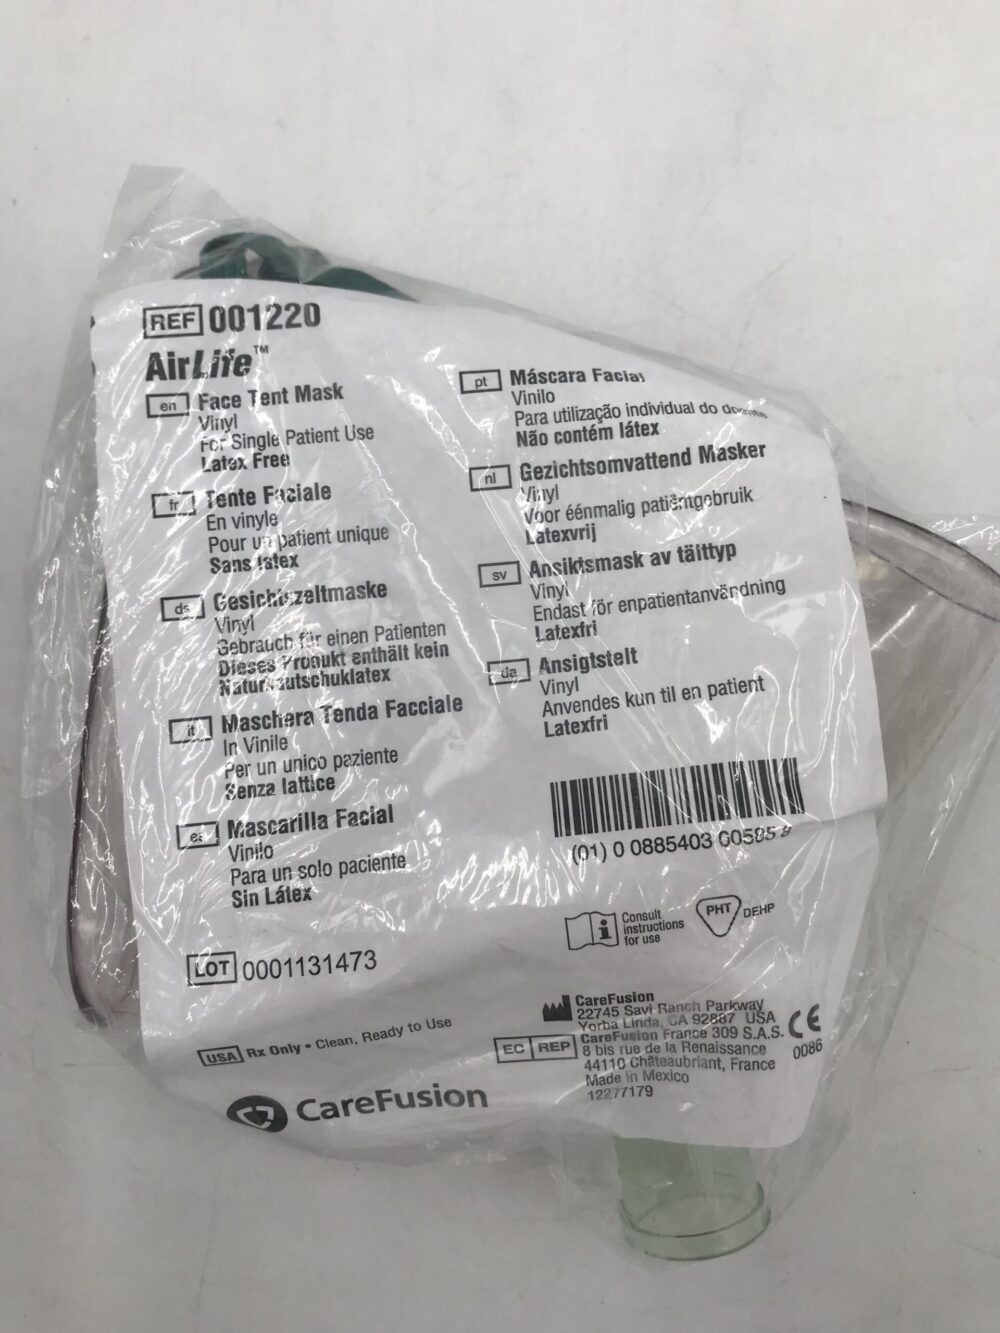 REF 001220
AirLife™
en Face Tent Mask
Vinyl
For Single Patient Use
Latex Free
fr Tente Faciale
En vinyle
Pour un patient unique
Sans latex
de Gesichtszeltmaske
Vinyl
Gebrauch für einen Patienten
Dieses Produkt enthält kein
Naturkautschuklatex
it Maschera Tenda Facciale
In Vinile
Per un unico paziente
Senza lattice
es Mascarilla Facial
Vinilo
Para un solo paciente
Sin Látex
pt Máscara Facial
Vinilo
Para utilização individual do doente
Não contém látex
nl Gezichtsomvattend Masker
Vinyl
Voor éénmalig patiëntgebruik
Latexvrij
sv Ansiktsmask av tälttyp
Vinyl
Endast för enpatientanvändning
Latexfri
da Ansigtstelt
Vinyl
Anvendes kun til en patient
Latexfri
(01) 0 0885403
Consult
instructions
for use
PHT DEHP
LOT 0001131473
USA Rx Only • Clean, Ready to Use
CareFusion
CareFusion
22745 Savi Ranch Parkway
Yorba Linda, CA 92887 USA
EC REP CareFusion France 309 S.A.S.
8 bis rue de la Renaissance
44110 Châteaubriant, France
Made in Mexico
12277179
CE
0086